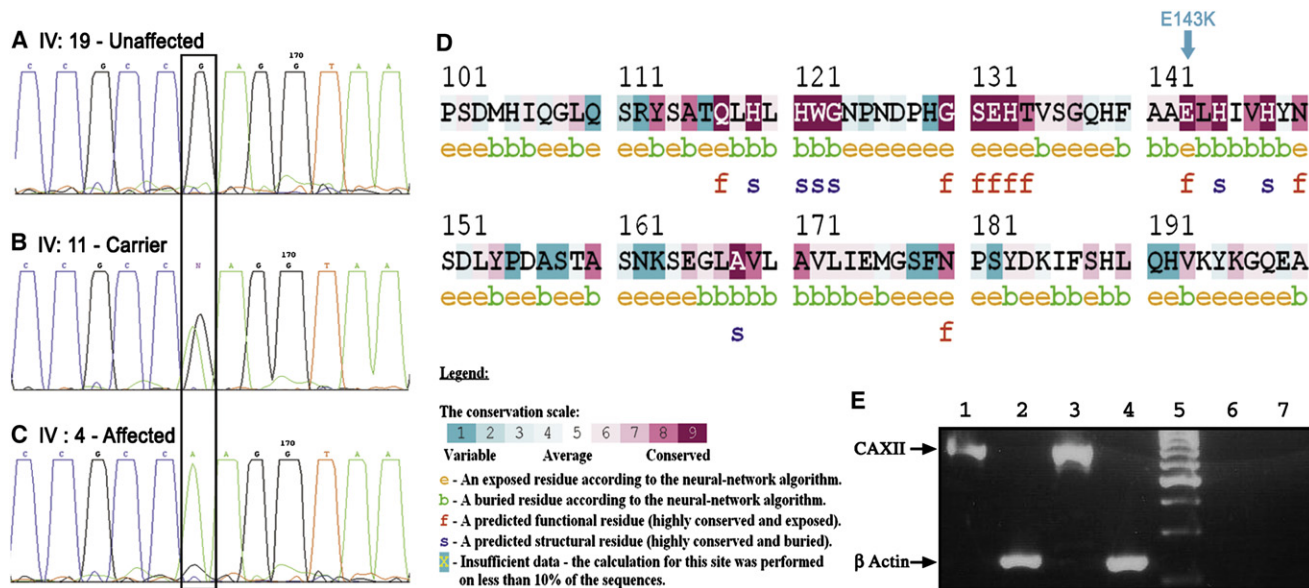 A IV: 19 - Unaffected
170
C C G C C G A G G T A A
B IV: 11 - Carrier
170
C C G C C N A G G T A A
C IV : 4 - Affected
170
C C G C C A A G G T A A
D
E143K
101 111 121 131 141
PSDMHIQGLQ SRYSATQLHL HWGNPNDPHG SEHTVSGQHF AAELHIVHYN
eeebbbeebe eebebeebbb bbbeeeeeee eeeebeeeeb bbebbbbbbe
f s sss f ffff f s s f
151 161 171 181 191
SDLYPDASTA SNKSEGLAVL AVLIEMGSFN PSYDKIFSHL QHVKYKGQEA
eeebeebeeb eeeeebbbbb bbbbebeeee eebeebbebb eebeeeeeeb
s f
Legend:
The conservation scale:
1 2 3 4 5 6 7 8 9
Variable Average Conserved
e - An exposed residue according to the neural-network algorithm.
b - A buried residue according to the neural-network algorithm.
f - A predicted functional residue (highly conserved and exposed).
s - A predicted structural residue (highly conserved and buried).
X - Insufficient data - the calculation for this site was performed
on less than 10% of the sequences.
E
1 2 3 4 5 6 7
CAXII
β Actin